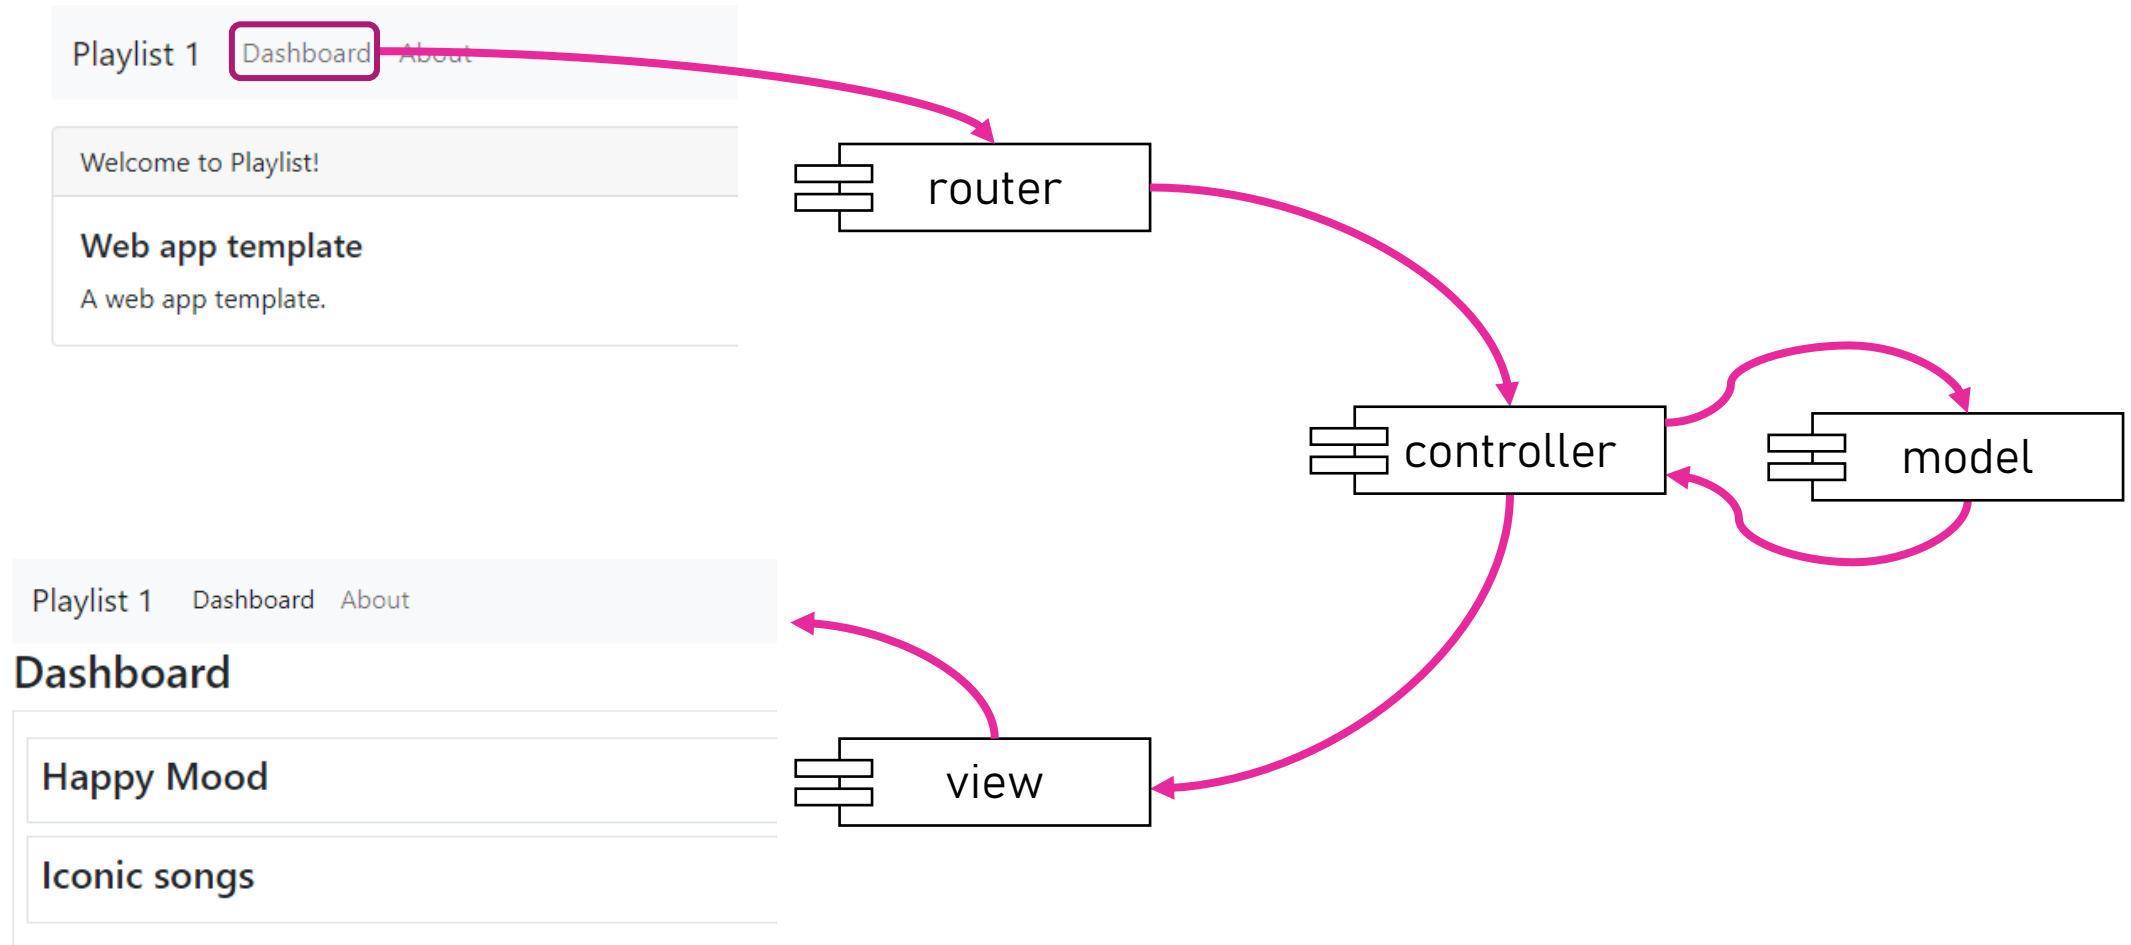 Playlist 1 Dashboard About
Welcome to Playlist!
Web app template
A web app template.
router
controller
model
Playlist 1 Dashboard About
Dashboard
Happy Mood
Iconic songs
view